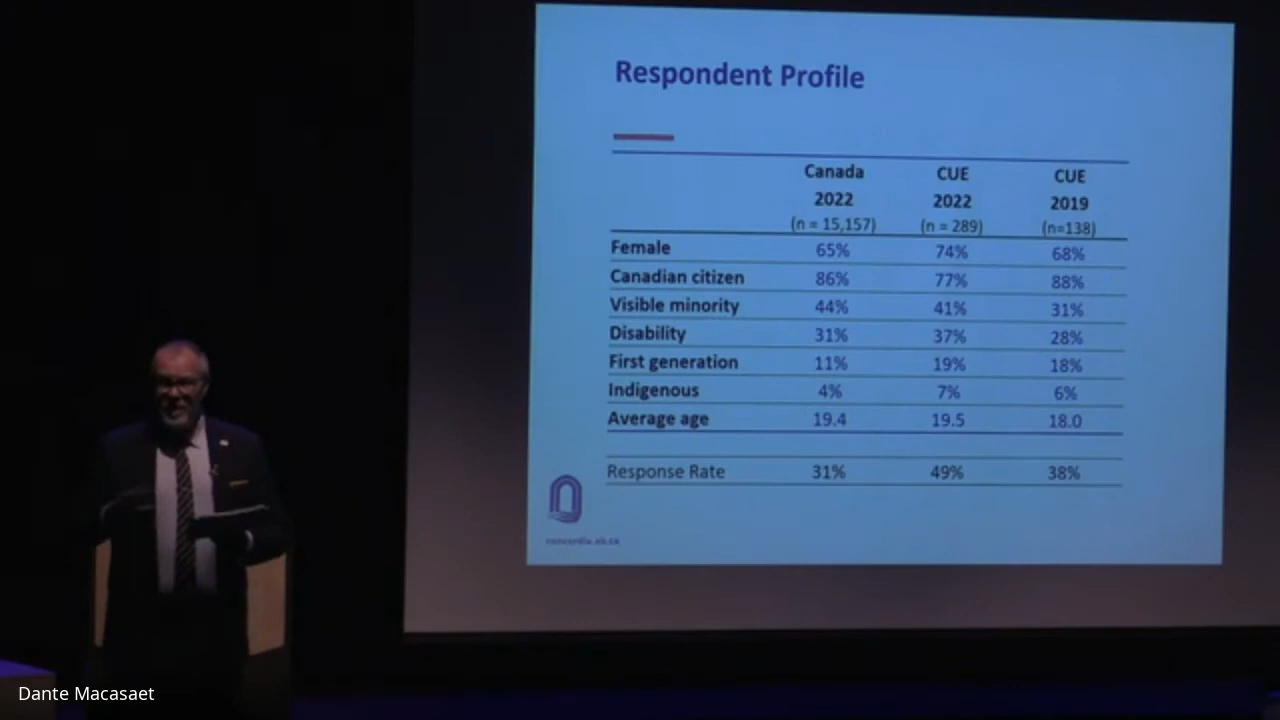 Respondent Profile
Canada CUE CUE
2022 2022 2019
(n = 15,157) (n = 289) (n=138)
Female 65% 74% 68%
Canadian citizen 86% 77% 88%
Visible minority 44% 41% 31%
Disability 31% 37% 28%
First generation 11% 19% 18%
Indigenous 4% 7% 6%
Average age 19.4 19.5 18.0
Response Rate 31% 49% 38%
concordia.ab.ca
Dante Macasaet